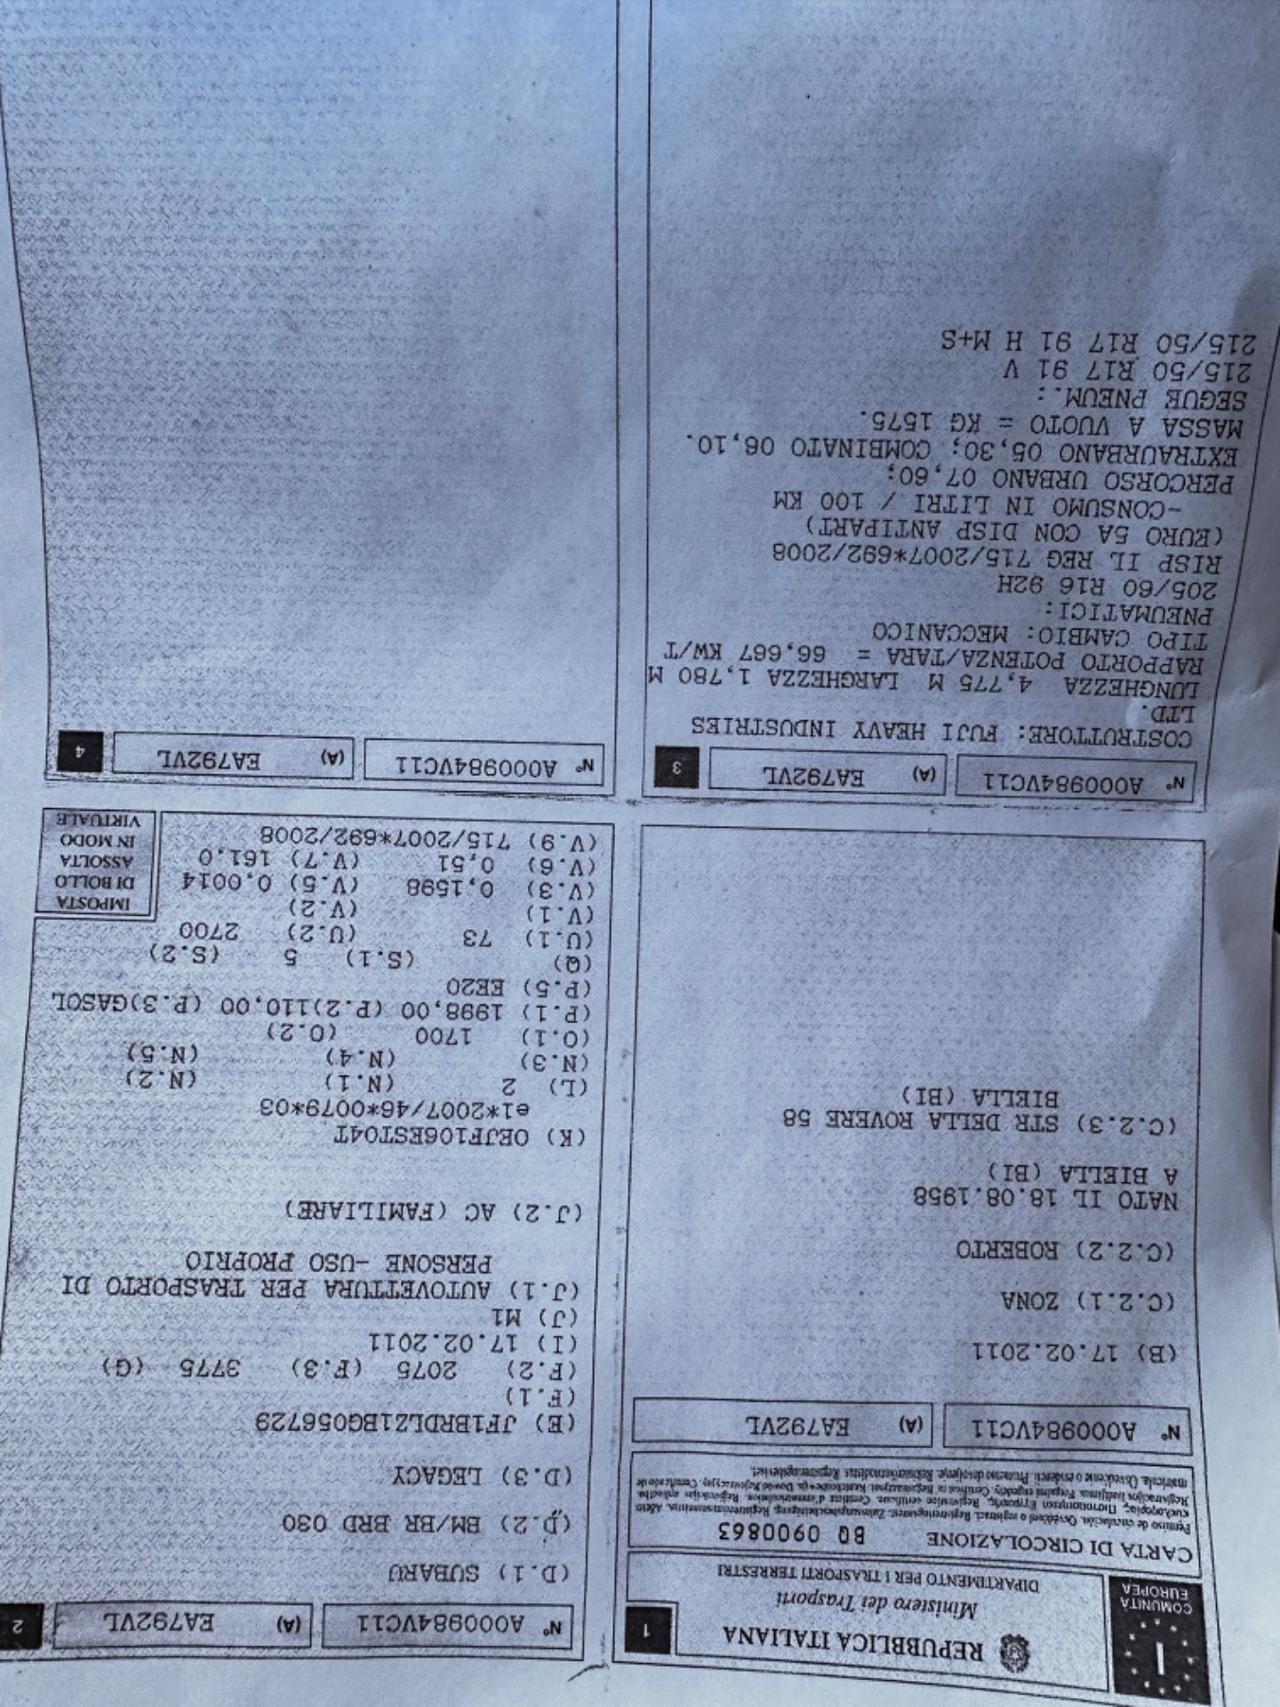 COMUNITÀ
EUROPEA
I
REPUBBLICA ITALIANA
Ministero dei Trasporti
DIPARTIMENTO PER I TRASPORTI TERRESTRI
1
CARTA DI CIRCOLAZIONE BQ 0900863
N° A000984VC11 (A) EA792VL
(B) 17.02.2011
(C.2.1) ZONA
(C.2.2) ROBERTO
NATO IL 18.08.1958
A BIELLA (BI)
(C.2.3) STR DELLA ROVERE 58
BIELLA (BI)
N° A000984VC11 (A) EA792VL 2
(D.1) SUBARU
(D.2) BM/BR BRD 030
(D.3) LEGACY
(E) JF1BRDLZ1BG056729
(F.1)
(F.2) 2075 (F.3) 3775 (G)
(I) 17.02.2011
(J) M1
(J.1) AUTOVETTURA PER TRASPORTO DI
PERSONE -USO PROPRIO
(J.2) AC (FAMILIARE)
(K) OEJF106EST04T
e1*2007/46*0079*03
(L) 2 (N.1) (N.2)
(N.3) (N.4) (N.5)
(O.1) 1700 (O.2)
(P.1) 1998,00 (P.2)110,00 (P.3)GASOL
(P.5) EE20
(Q) (S.1) 5 (S.2)
(U.1) 73 (U.2) 2700
(V.1) (V.2)
(V.3) 0,1598 (V.5) 0,0014
(V.6) 0,51 (V.7) 161,0
(V.9) 715/2007*692/2008
IMPOSTA
DI BOLLO
ASSOLTA
IN MODO
VIRTUALE
N° A000984VC11 (A) EA792VL 3
COSTRUTTORE: FUJI HEAVY INDUSTRIES
LTD.
LUNGHEZZA 4,775 M LARGHEZZA 1,780 M
RAPPORTO POTENZA/TARA = 66,667 KW/T
TIPO CAMBIO: MECCANICO
PNEUMATICI:
205/60 R16 92H
RISP IL REG 715/2007*692/2008
(EURO 5A CON DISP ANTIPART)
-CONSUMO IN LITRI / 100 KM
PERCORSO URBANO 07,60;
EXTRAURBANO 05,30; COMBINATO 06,10.
MASSA A VUOTO = KG 1575.
SEGUE PNEUM.:
215/50 R17 91 V
215/50 R17 91 H M+S
N° A000984VC11 (A) EA792VL 4